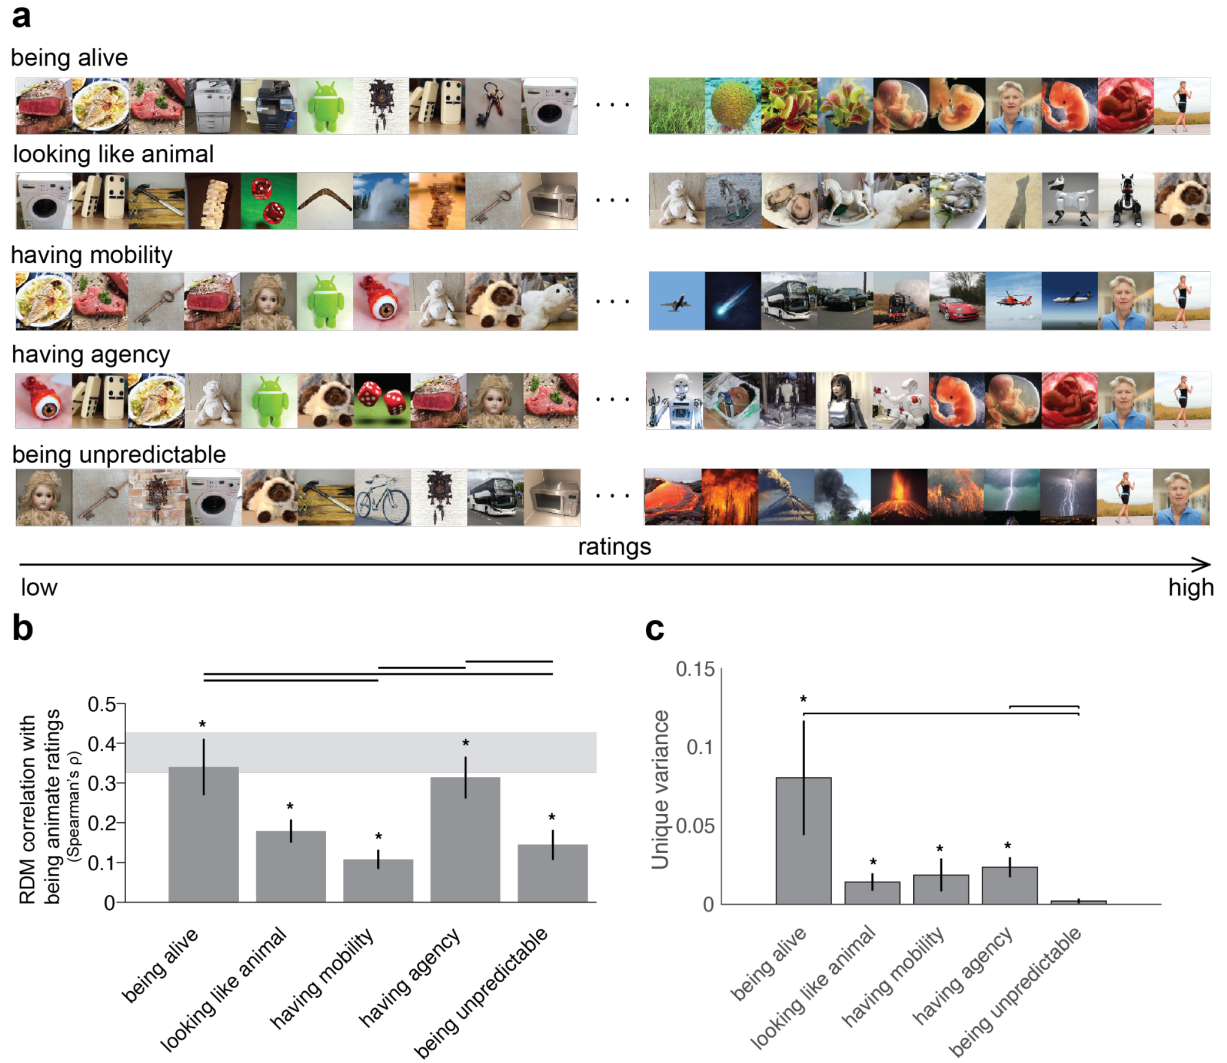 a
being alive
. . .
looking like animal
. . .
having mobility
. . .
having agency
. . .
being unpredictable
. . .
ratings
low
high
b
RDM correlation with
being animate ratings
(Spearman's ρ)
0.5
0.4
0.3
0.2
0.1
0
*
*
*
*
*
being alive
looking like animal
having mobility
having agency
being unpredictable
c
Unique variance
0.15
0.1
0.05
0
*
*
*
*
being alive
looking like animal
having mobility
having agency
being unpredictable